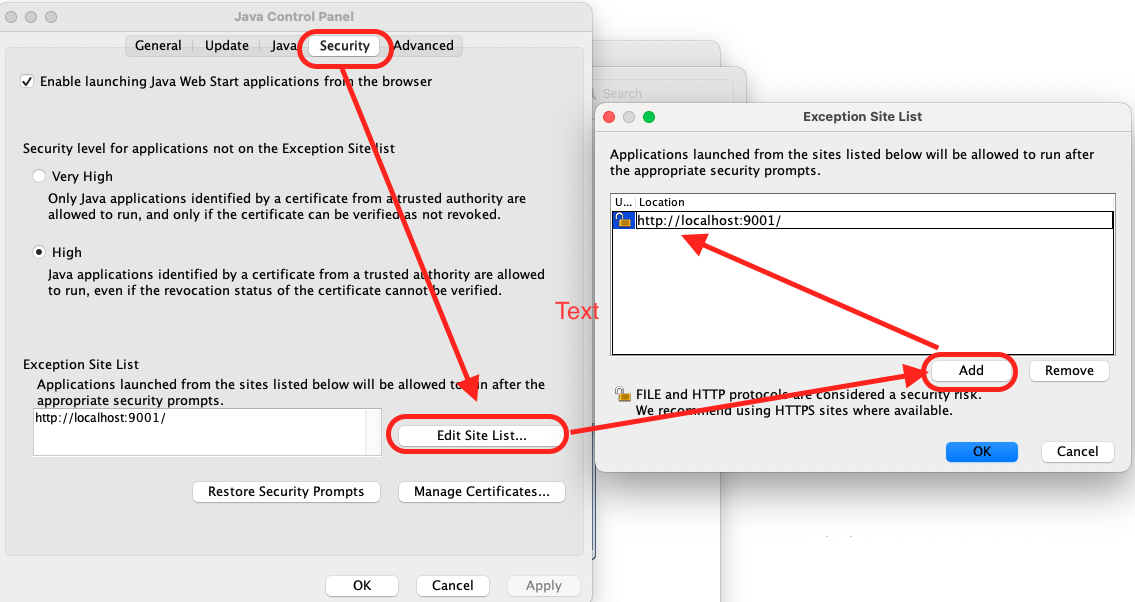 Java Control Panel
General Update Java Security Advanced
Enable launching Java Web Start applications from the browser
Security level for applications not on the Exception Site list
Very High
Only Java applications identified by a certificate from a trusted authority are
allowed to run, and only if the certificate can be verified as not revoked.
High
Java applications identified by a certificate from a trusted authority are allowed
to run, even if the revocation status of the certificate cannot be verified.
Exception Site List
Applications launched from the sites listed below will be allowed to run after the
appropriate security prompts.
http://localhost:9001/
Edit Site List...
Restore Security Prompts
Manage Certificates...
OK
Cancel
Apply
Text
Search
Exception Site List
Applications launched from the sites listed below will be allowed to run after
the appropriate security prompts.
U... Location
http://localhost:9001/
Add
Remove
FILE and HTTP protocols are considered a security risk.
We recommend using HTTPS sites where available.
OK
Cancel